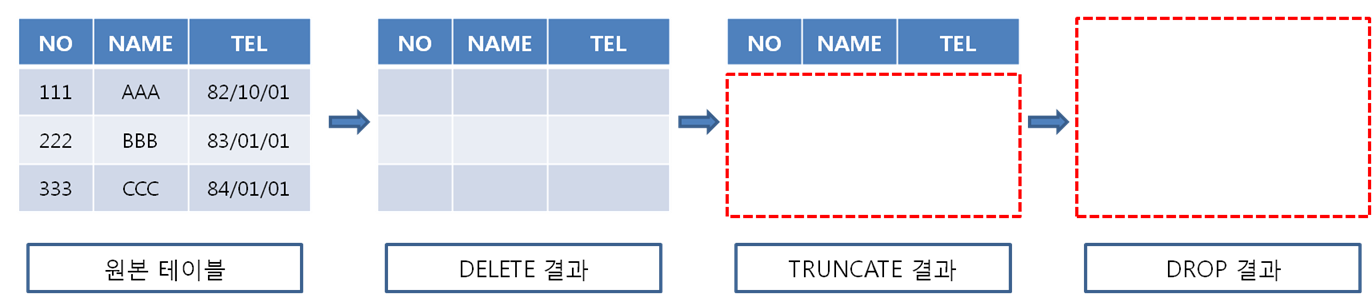 NO NAME TEL
111 AAA 82/10/01
222 BBB 83/01/01
333 CCC 84/01/01
원본 테이블
NO NAME TEL
DELETE 결과
NO NAME TEL
TRUNCATE 결과
DROP 결과